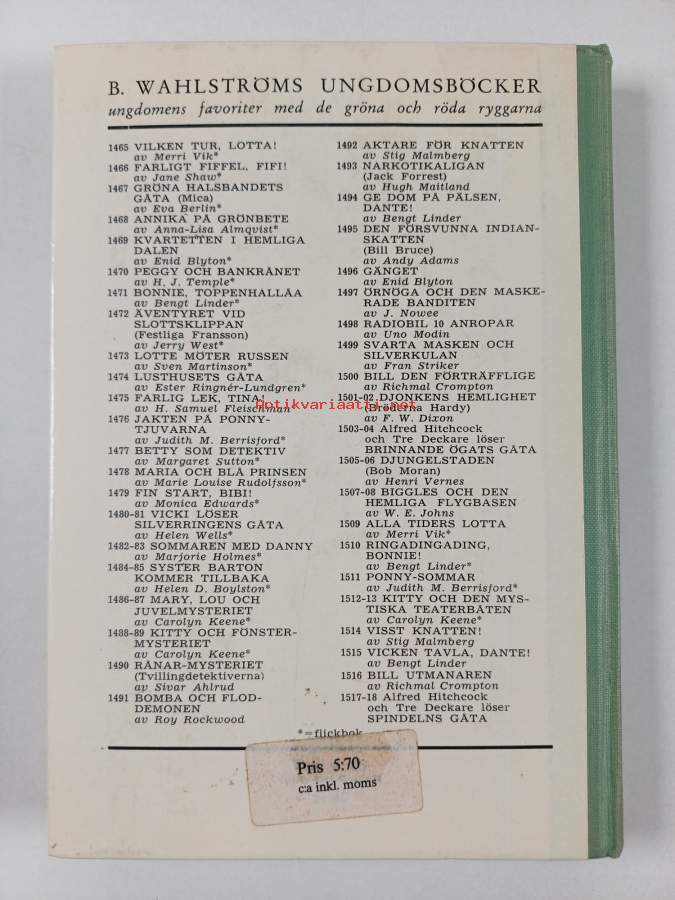 B. WAHLSTRÖMS UNGDOMSBÖCKER
ungdomens favoriter med de gröna och röda ryggarna
1465 VILKEN TUR, LOTTA!
av Merri Vik*
1466 FARLIGT FIFFEL, FIFI!
av Jane Shaw*
1467 GRÖNA HALSBANDETS
GÅTA (Mica)
av Eva Berlin*
1468 ANNIKA PÅ GRÖNBETE
av Anna-Lisa Almqvist*
1469 KVARTETTEN I HEMLIGA
DALEN
av Enid Blyton*
1470 PEGGY OCH BANKRÅNET
av H. J. Temple*
1471 BONNIE, TOPPENHALLÅA
av Bengt Linder*
1472 ÄVENTYRET VID
SLOTTSKLIPPAN
(Festliga Fransson)
av Jerry West*
1473 LOTTE MÖTER RUSSEN
av Sven Martinson*
1474 LUSTHUSETS GÅTA
av Ester Ringnér-Lundgren*
1475 FARLIG LEK, TINA!
av H. Samuel Fleischman*
1476 JAKTEN PÅ PONNY-
TJUVARNA
av Judith M. Berrisford*
1477 BETTY SOM DETEKTIV
av Margaret Sutton*
1478 MARIA OCH BLÅ PRINSEN
av Marie Louise Rudolfsson*
1479 FIN START, BIBI!
av Monica Edwards*
1480-81 VICKI LÖSER
SILVERRINGENS GÅTA
av Helen Wells*
1482-83 SOMMAREN MED DANNY
av Marjorie Holmes*
1484-85 SYSTER BARTON
KOMMER TILLBAKA
av Helen D. Boylston*
1486-87 MARY, LOU OCH
JUVELMYSTERIET
av Carolyn Keene*
1488-89 KITTY OCH FÖNSTER-
MYSTERIET
av Carolyn Keene*
1490 RÅNAR-MYSTERIET
(Tvillingdetektiverna)
av Sivar Ahlrud
1491 BOMBA OCH FLOD-
DEMONEN
av Roy Rockwood
1492 AKTARE FÖR KNATTEN
av Stig Malmberg
1493 NARKOTIKALIGAN
(Jack Forrest)
av Hugh Maitland
1494 GE DOM PÅ PÄLSEN,
DANTE!
av Bengt Linder
1495 DEN FÖRSVUNNA INDIAN-
SKATTEN
(Bill Bruce)
av Andy Adams
1496 GÄNGET
av Enid Blyton
1497 ÖRNÖGA OCH DEN MASKE-
RADE BANDITEN
av J. Nowee
1498 RADIOBIL 10 ANROPAR
av Uno Modin
1499 SVARTA MASKEN OCH
SILVERKULAN
av Fran Striker
1500 BILL DEN FÖRTRÄFFLIGE
av Richmal Crompton
1501-02 DJONKENS HEMLIGHET
(Bröderna Hardy)
av F. W. Dixon
1503-04 Alfred Hitchcock
och Tre Deckare löser
BRINNANDE ÖGATS GÅTA
1505-06 DJUNGELSTADEN
(Bob Moran)
av Henri Vernes
1507-08 BIGGLES OCH DEN
HEMLIGA FLYGBASEN
av W. E. Johns
1509 ALLA TIDERS LOTTA
av Merri Vik*
1510 RINGADINGADING,
BONNIE!
av Bengt Linder*
1511 PONNY-SOMMAR
av Judith M. Berrisford*
1512-13 KITTY OCH DEN MYS-
TISKA TEATERBÅTEN
av Carolyn Keene*
1514 VISST KNATTEN!
av Stig Malmberg
1515 VICKEN TAVLA, DANTE!
av Bengt Linder
1516 BILL UTMANAREN
av Richmal Crompton
1517-18 Alfred Hitchcock
och Tre Deckare löser
SPINDELNS GÅTA
*=flickbok
Antikvariaatti.net
Pris 5:70
c:a inkl. moms